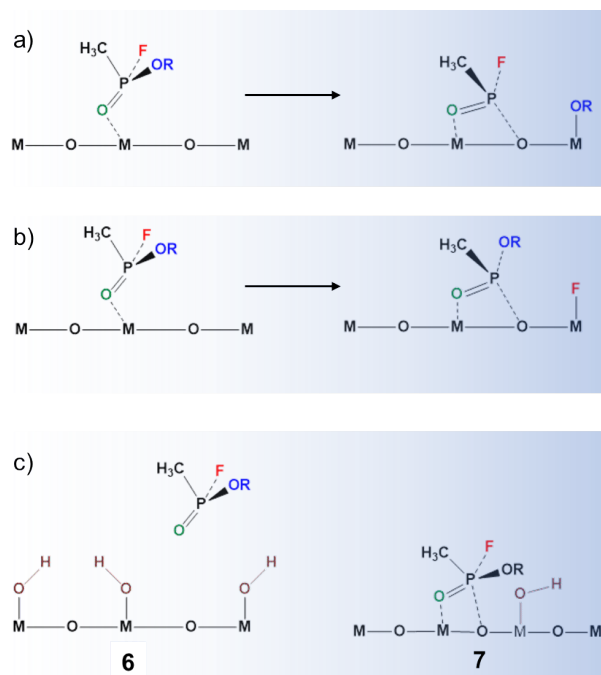 a)
H₃C F
OR
P
O
M O M O M
H₃C F
P
O OR
M O M O M
b)
H₃C F
OR
P
O
M O M O M
H₃C OR
P
O F
M O M O M
c)
H₃C F
OR
P
O
H H H
O O O
M O M O M
6
H₃C F
P OR
O O H
M O M O M O M
7